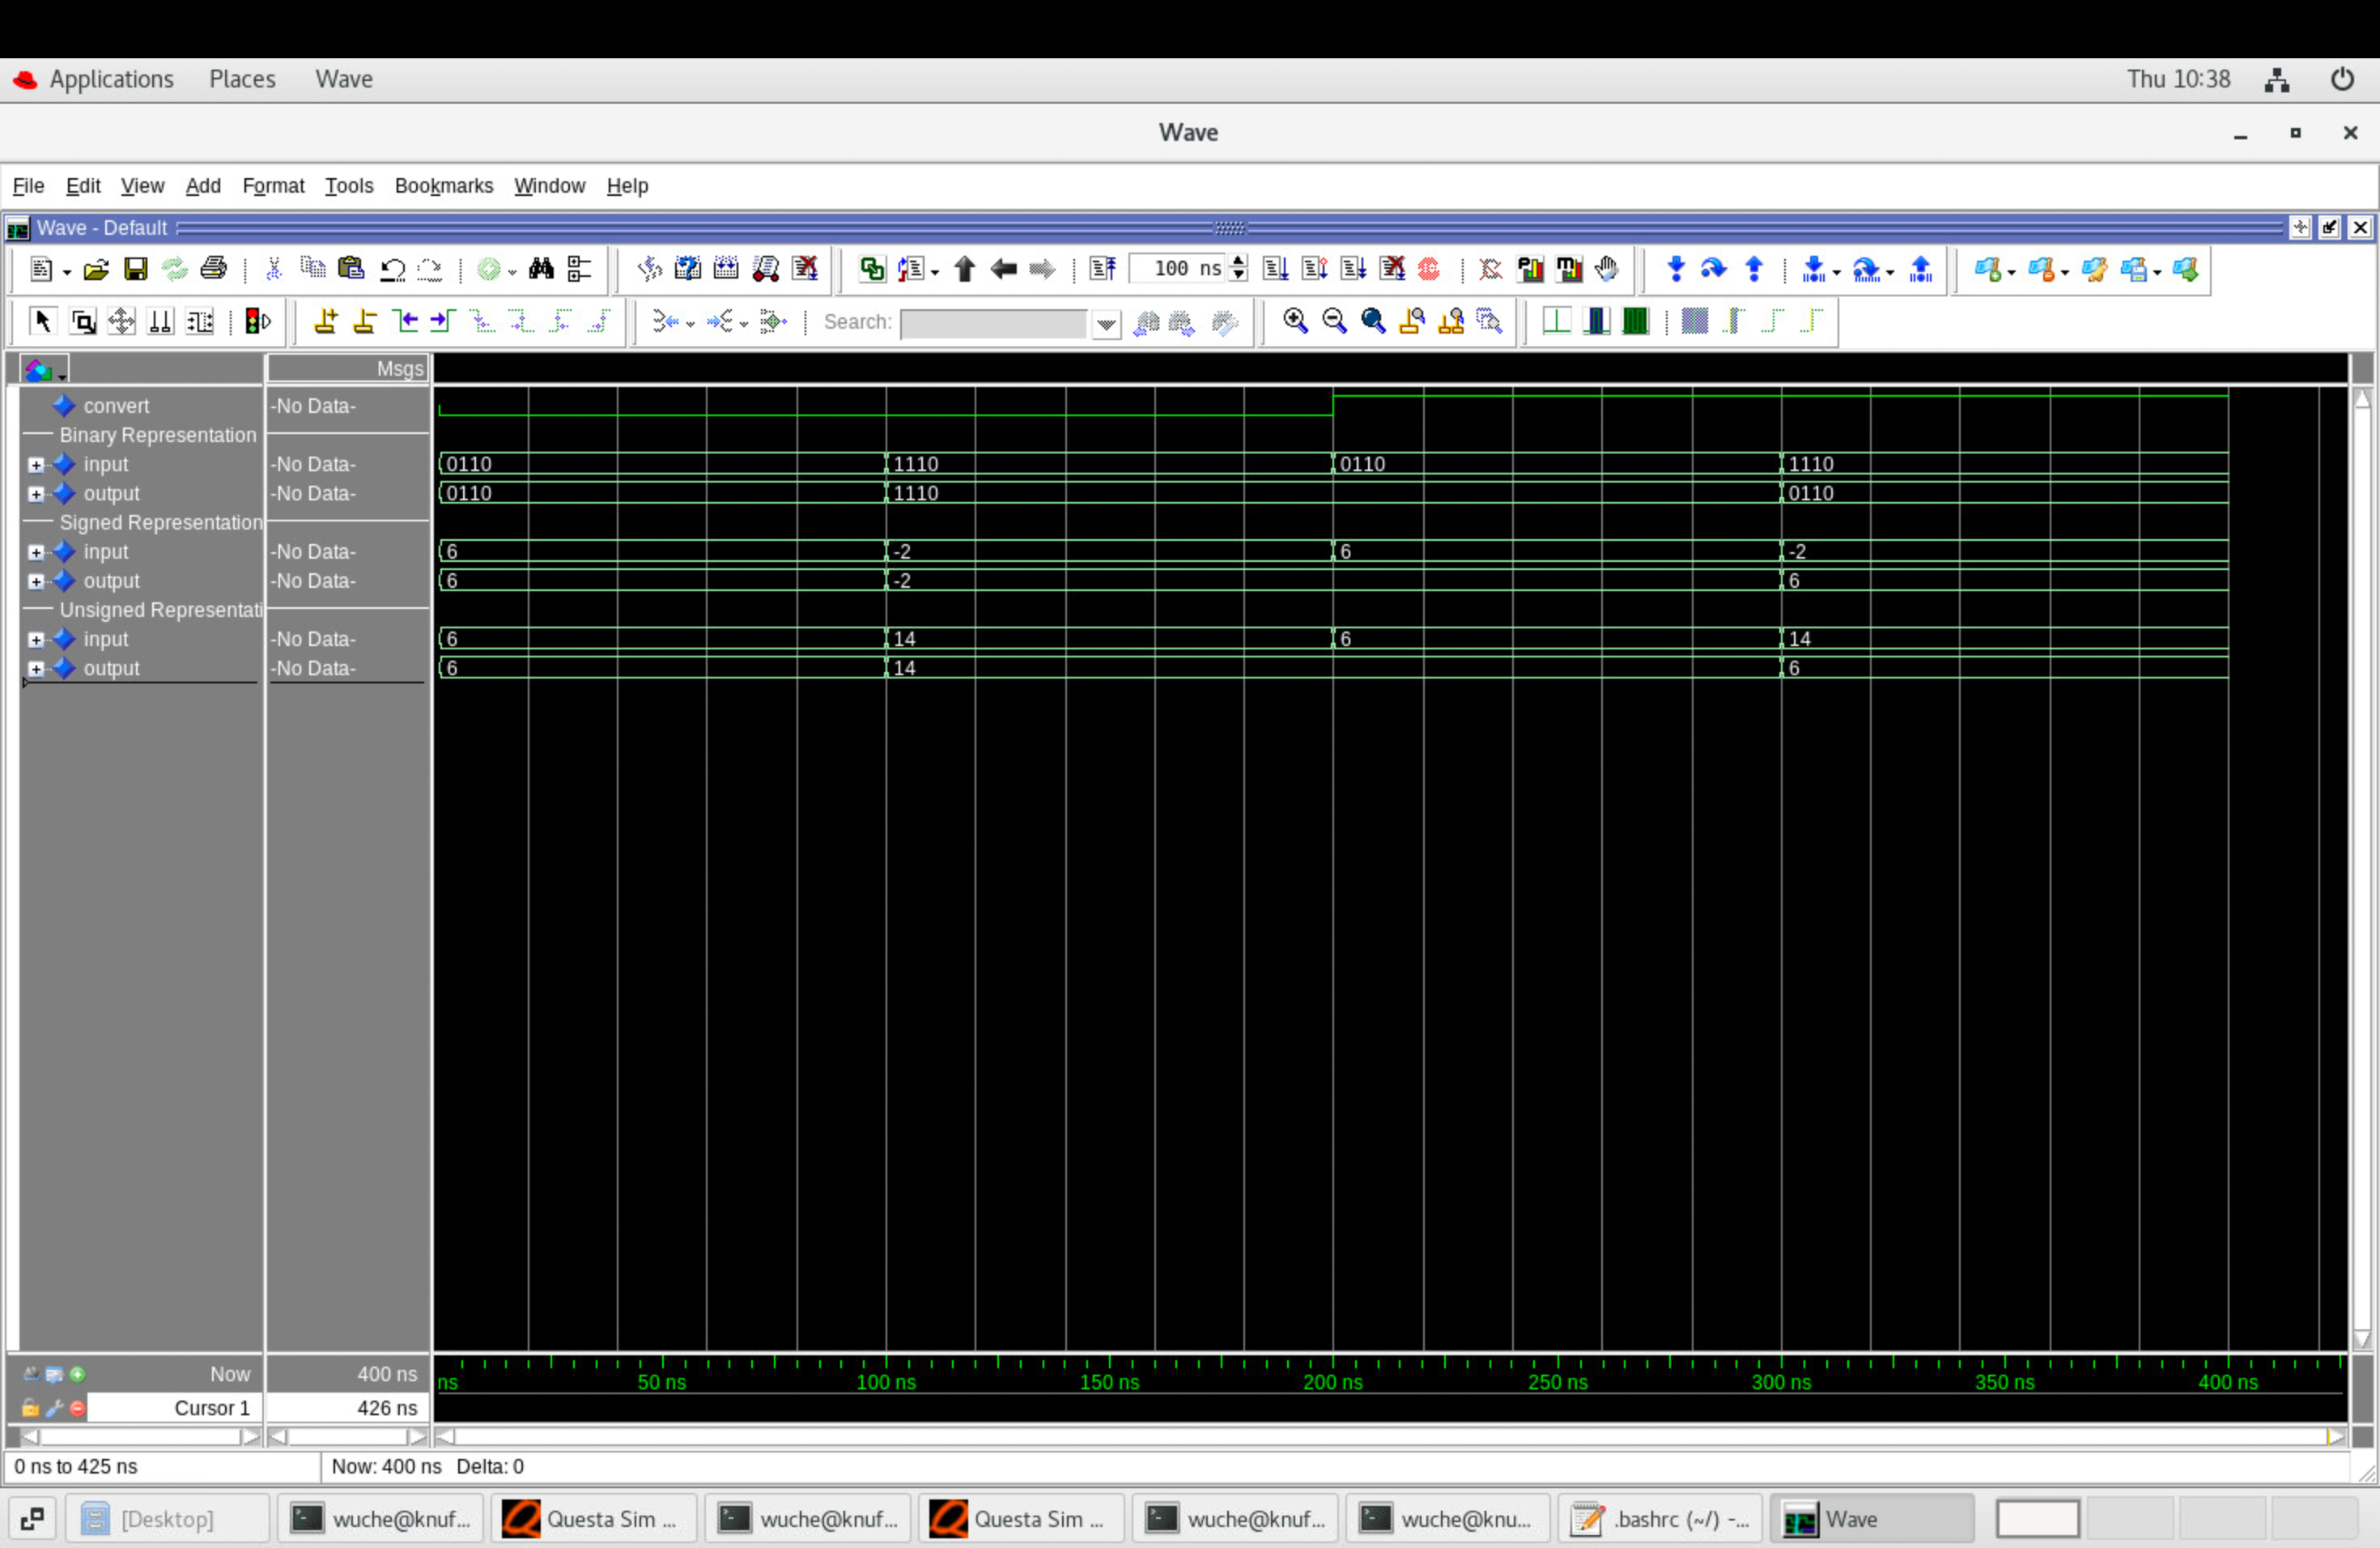 Applications Places Wave Thu 10:38
Wave
File Edit View Add Format Tools Bookmarks Window Help
Wave - Default
100 ns
Search:
Msgs
convert -No Data-
Binary Representation
input -No Data- 0110 1110 0110 1110
output -No Data- 0110 1110 0110
Signed Representation
input -No Data- 6 -2 6 -2
output -No Data- 6 -2 6
Unsigned Representati
input -No Data- 6 14 6 14
output -No Data- 6 14 6
Now 400 ns ns 50 ns 100 ns 150 ns 200 ns 250 ns 300 ns 350 ns 400 ns
Cursor 1 426 ns
0 ns to 425 ns Now: 400 ns Delta: 0
[Desktop] wuche@knuf... Questa Sim ... wuche@knuf... Questa Sim ... wuche@knuf... wuche@knu... .bashrc (~/) -... Wave